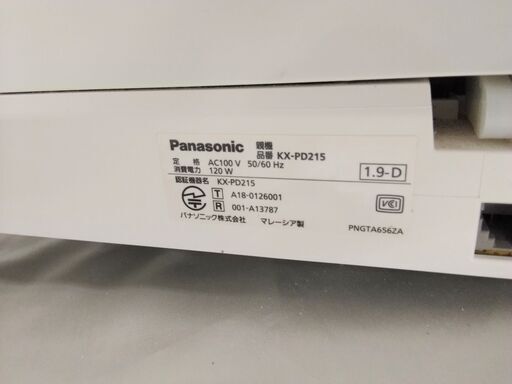 Panasonic 親機
品番 KX-PD215
定 格 AC100 V 50/60 Hz
消費電力 120 W
1.9-D
認証機器名 KX-PD215
T A18-0126001
R 001-A13787
VCI
パナソニック株式会社 マレーシア製
PNGTA656ZA